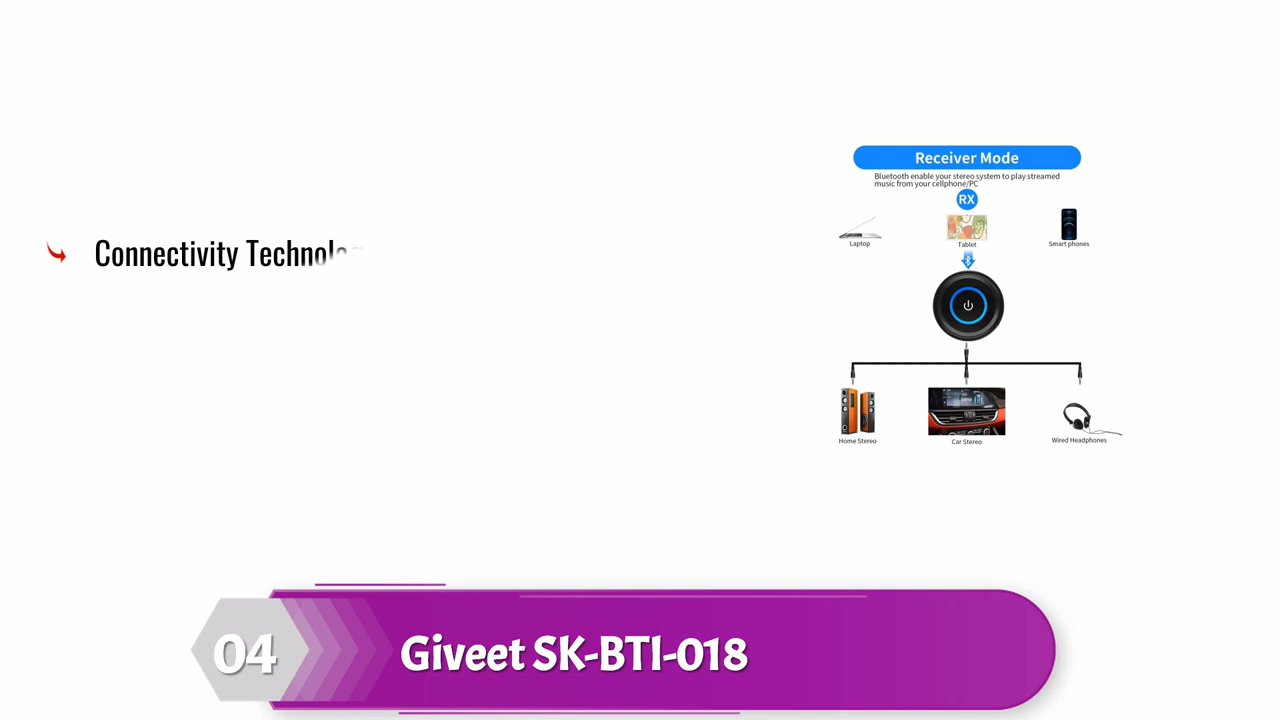 Receiver Mode
Bluetooth enable your stereo system to play streamed
music from your cellphone/PC
RX
Laptop
Tablet
Smart phones
Connectivity
Home Stereo
Car Stereo
Wired Headphones
04
Giveet SK-BTI-018